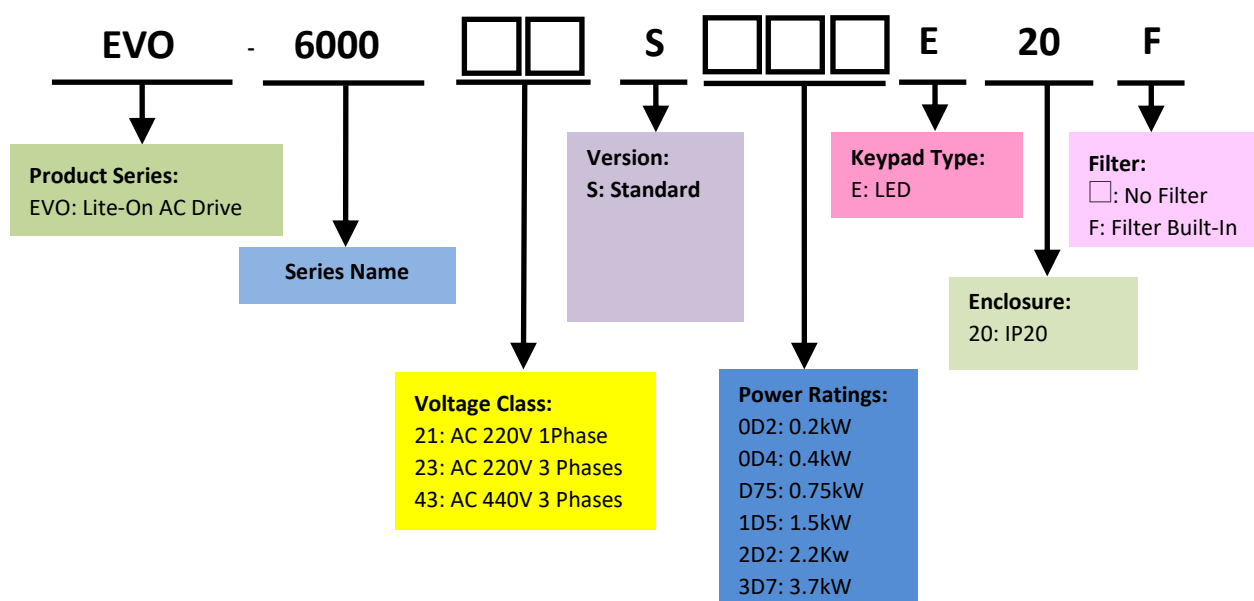 EVO - 6000 □□ S □□□ E 20 F
Product Series:
EVO: Lite-On AC Drive
Series Name
Voltage Class:
21: AC 220V 1Phase
23: AC 220V 3 Phases
43: AC 440V 3 Phases
Version:
S: Standard
Power Ratings:
0D2: 0.2kW
0D4: 0.4kW
D75: 0.75kW
1D5: 1.5kW
2D2: 2.2Kw
3D7: 3.7kW
Keypad Type:
E: LED
Enclosure:
20: IP20
Filter:
□: No Filter
F: Filter Built-In